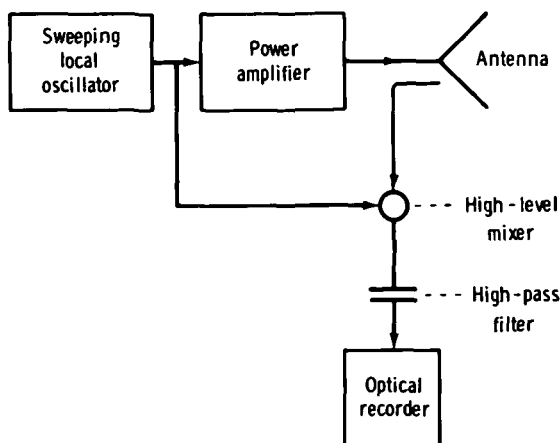 Sweeping
local
oscillator
Power
amplifier
Antenna
High-level
mixer
High-pass
filter
Optical
recorder